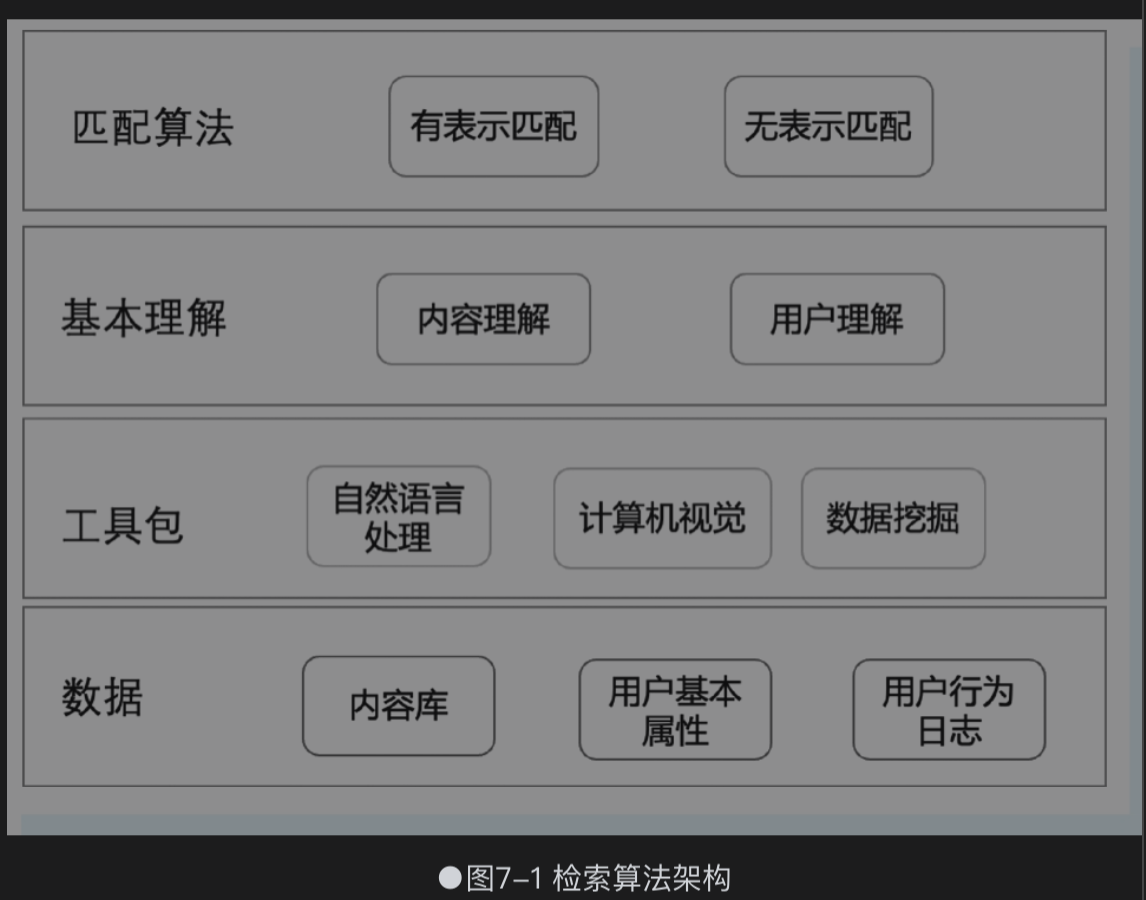 匹配算法
有表示匹配
无表示匹配
基本理解
内容理解
用户理解
工具包
自然语言
处理
计算机视觉
数据挖掘
数据
内容库
用户基本
属性
用户行为
日志
●图7–1 检索算法架构